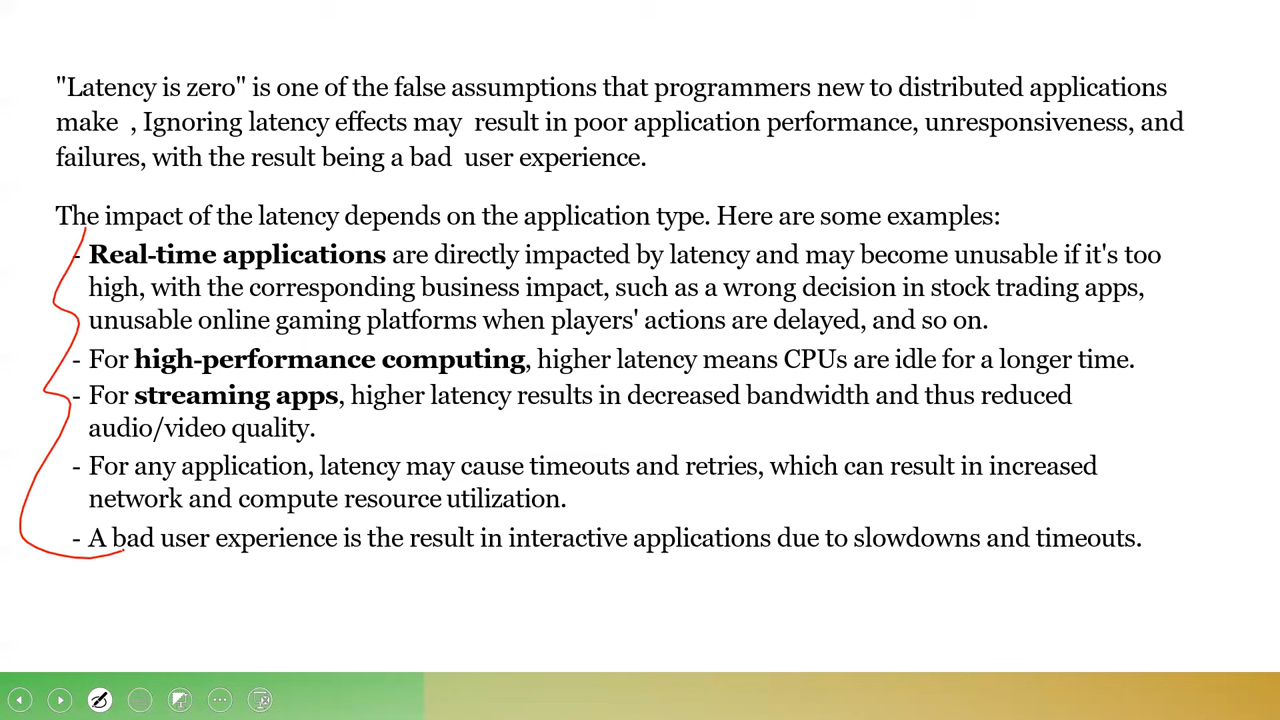 "Latency is zero" is one of the false assumptions that programmers new to distributed applications
make , Ignoring latency effects may result in poor application performance, unresponsiveness, and
failures, with the result being a bad user experience.
The impact of the latency depends on the application type. Here are some examples:
- Real-time applications are directly impacted by latency and may become unusable if it's too
high, with the corresponding business impact, such as a wrong decision in stock trading apps,
unusable online gaming platforms when players' actions are delayed, and so on.
- For high-performance computing, higher latency means CPUs are idle for a longer time.
- For streaming apps, higher latency results in decreased bandwidth and thus reduced
audio/video quality.
- For any application, latency may cause timeouts and retries, which can result in increased
network and compute resource utilization.
- A bad user experience is the result in interactive applications due to slowdowns and timeouts.